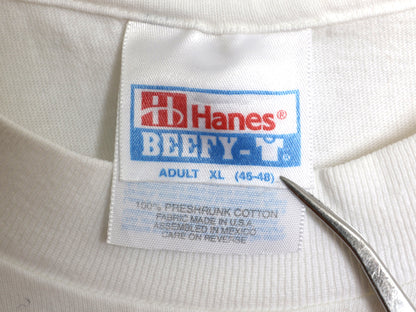 Hanes®
BEEFY-T®
ADULT XL (46-48)
100% PRESHRUNK COTTON
FABRIC MADE IN U.S.A
ASSEMBLED IN MEXICO
CARE ON REVERSE